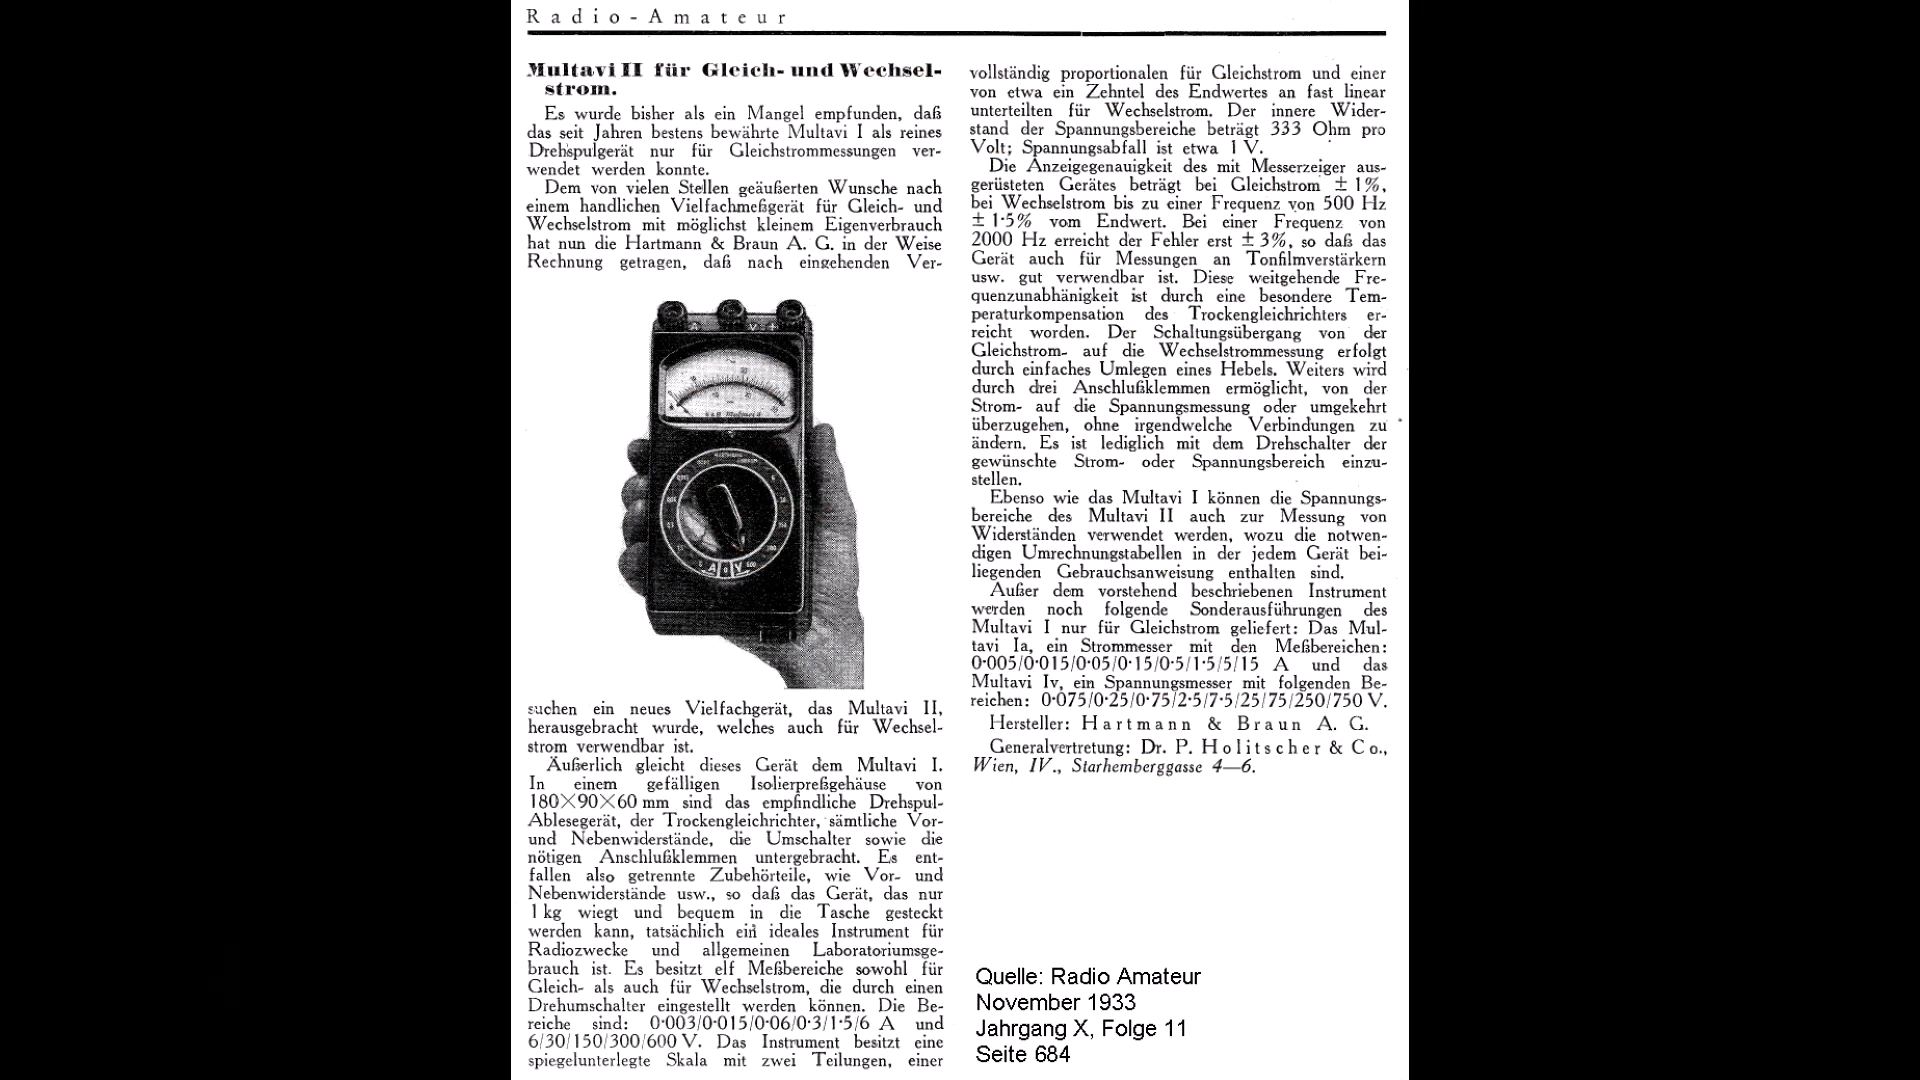 Radio-Amateur
Multavi II für Gleich- und Wechsel-
strom.
Es wurde bisher als ein Mangel empfunden, daß
das seit Jahren bestens bewährte Multavi I als reines
Drehspulgerät nur für Gleichstrommessungen ver-
wendet werden konnte.
Dem von vielen Stellen geäußerten Wunsche nach
einem handlichen Vielfachmeßgerät für Gleich- und
Wechselstrom mit möglichst kleinem Eigenverbrauch
hat nun die Hartmann & Braun A. G. in der Weise
Rechnung getragen, daß nach eingehenden Ver-
A V +
H & B Multavi II
A 0 V 600
suchen ein neues Vielfachgerät, das Multavi II,
herausgebracht wurde, welches auch für Wechsel-
strom verwendbar ist.
Äußerlich gleicht dieses Gerät dem Multavi I.
In einem gefälligen Isolierpreßgehäuse von
180×90×60 mm sind das empfindliche Drehspul-
Ablesegerät, der Trockengleichrichter, sämtliche Vor-
und Nebenwiderstände, die Umschalter sowie die
nötigen Anschlußklemmen untergebracht. Es ent-
fallen also getrennte Zubehörteile, wie Vor- und
Nebenwiderstände usw., so daß das Gerät, das nur
1 kg wiegt und bequem in die Tasche gesteckt
werden kann, tatsächlich ein ideales Instrument für
Radiozwecke und allgemeinen Laboratoriumsge-
brauch ist. Es besitzt elf Meßbereiche sowohl für
Gleich- als auch für Wechselstrom, die durch einen
Drehumschalter eingestellt werden können. Die Be-
reiche sind: 0·003/0·015/0·06/0·3/1·5/6 A und
6/30/150/300/600 V. Das Instrument besitzt eine
spiegelunterlegte Skala mit zwei Teilungen, einer
vollständig proportionalen für Gleichstrom und einer
von etwa ein Zehntel des Endwertes an fast linear
unterteilten für Wechselstrom. Der innere Wider-
stand der Spannungsbereiche beträgt 333 Ohm pro
Volt; Spannungsabfall ist etwa 1 V.
Die Anzeigegenauigkeit des mit Messerzeiger aus-
gerüsteten Gerätes beträgt bei Gleichstrom ± 1%,
bei Wechselstrom bis zu einer Frequenz von 500 Hz
± 1·5% vom Endwert. Bei einer Frequenz von
2000 Hz erreicht der Fehler erst ± 3%, so daß das
Gerät auch für Messungen an Tonfilmverstärkern
usw. gut verwendbar ist. Diese weitgehende Fre-
quenzunabhänigkeit ist durch eine besondere Tem-
peraturkompensation des Trockengleichrichters er-
reicht worden. Der Schaltungsübergang von der
Gleichstrom- auf die Wechselstrommessung erfolgt
durch einfaches Umlegen eines Hebels. Weiters wird
durch drei Anschlußklemmen ermöglicht, von der
Strom- auf die Spannungsmessung oder umgekehrt
überzugehen, ohne irgendwelche Verbindungen zu
ändern. Es ist lediglich mit dem Drehschalter der
gewünschte Strom- oder Spannungsbereich einzu-
stellen.
Ebenso wie das Multavi I können die Spannungs-
bereiche des Multavi II auch zur Messung von
Widerständen verwendet werden, wozu die notwen-
digen Umrechnungstabellen in der jedem Gerät bei-
liegenden Gebrauchsanweisung enthalten sind.
Außer dem vorstehend beschriebenen Instrument
werden noch folgende Sonderausführungen des
Multavi I nur für Gleichstrom geliefert: Das Mul-
tavi Ia, ein Strommesser mit den Meßbereichen:
0·005/0·015/0·05/0·15/0·5/1·5/5/15 A und das
Multavi Iv, ein Spannungsmesser mit folgenden Be-
reichen: 0·075/0·25/0·75/2·5/7·5/25/75/250/750 V.
Hersteller: Hartmann & Braun A. G.
Generalvertretung: Dr. P. Holitscher & Co.,
Wien, IV., Starhemberggasse 4—6.
Quelle: Radio Amateur
November 1933
Jahrgang X, Folge 11
Seite 684